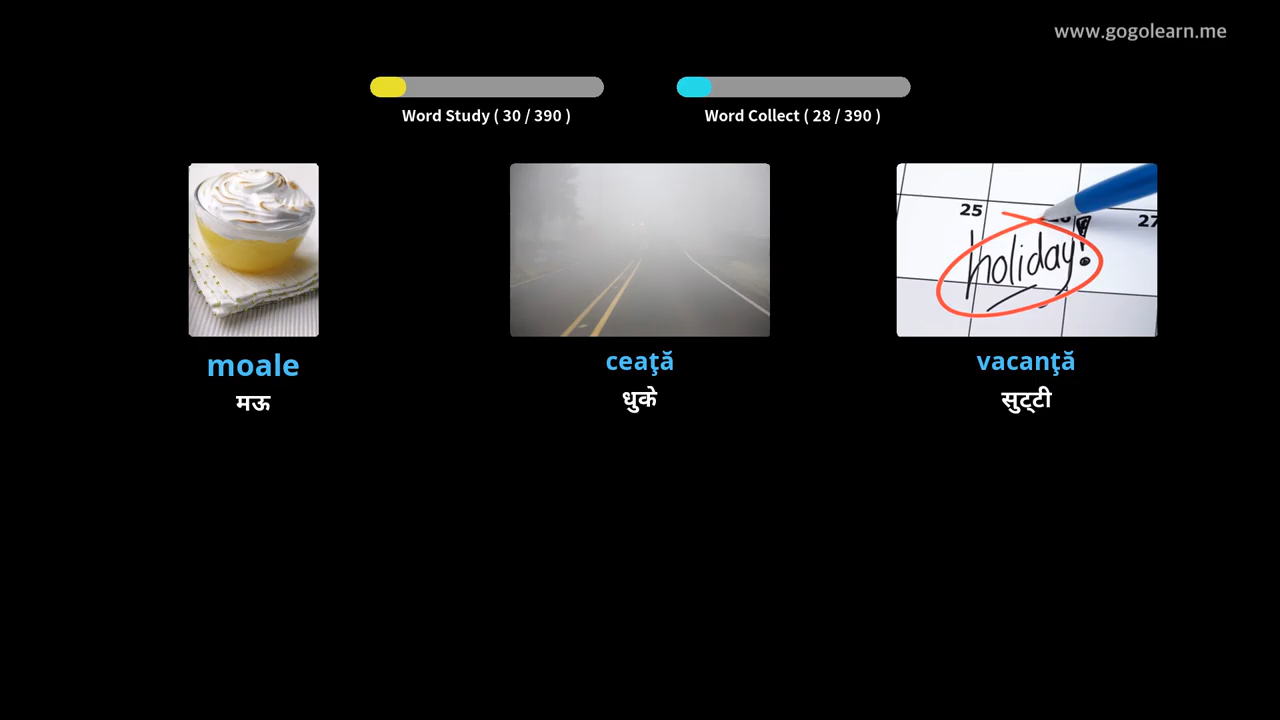 www.gogolearn.me
Word Study ( 30 / 390 )
Word Collect ( 28 / 390 )
25
27
holiday!
moale
मऊ
ceaţă
धुके
vacanţă
सुट्टी